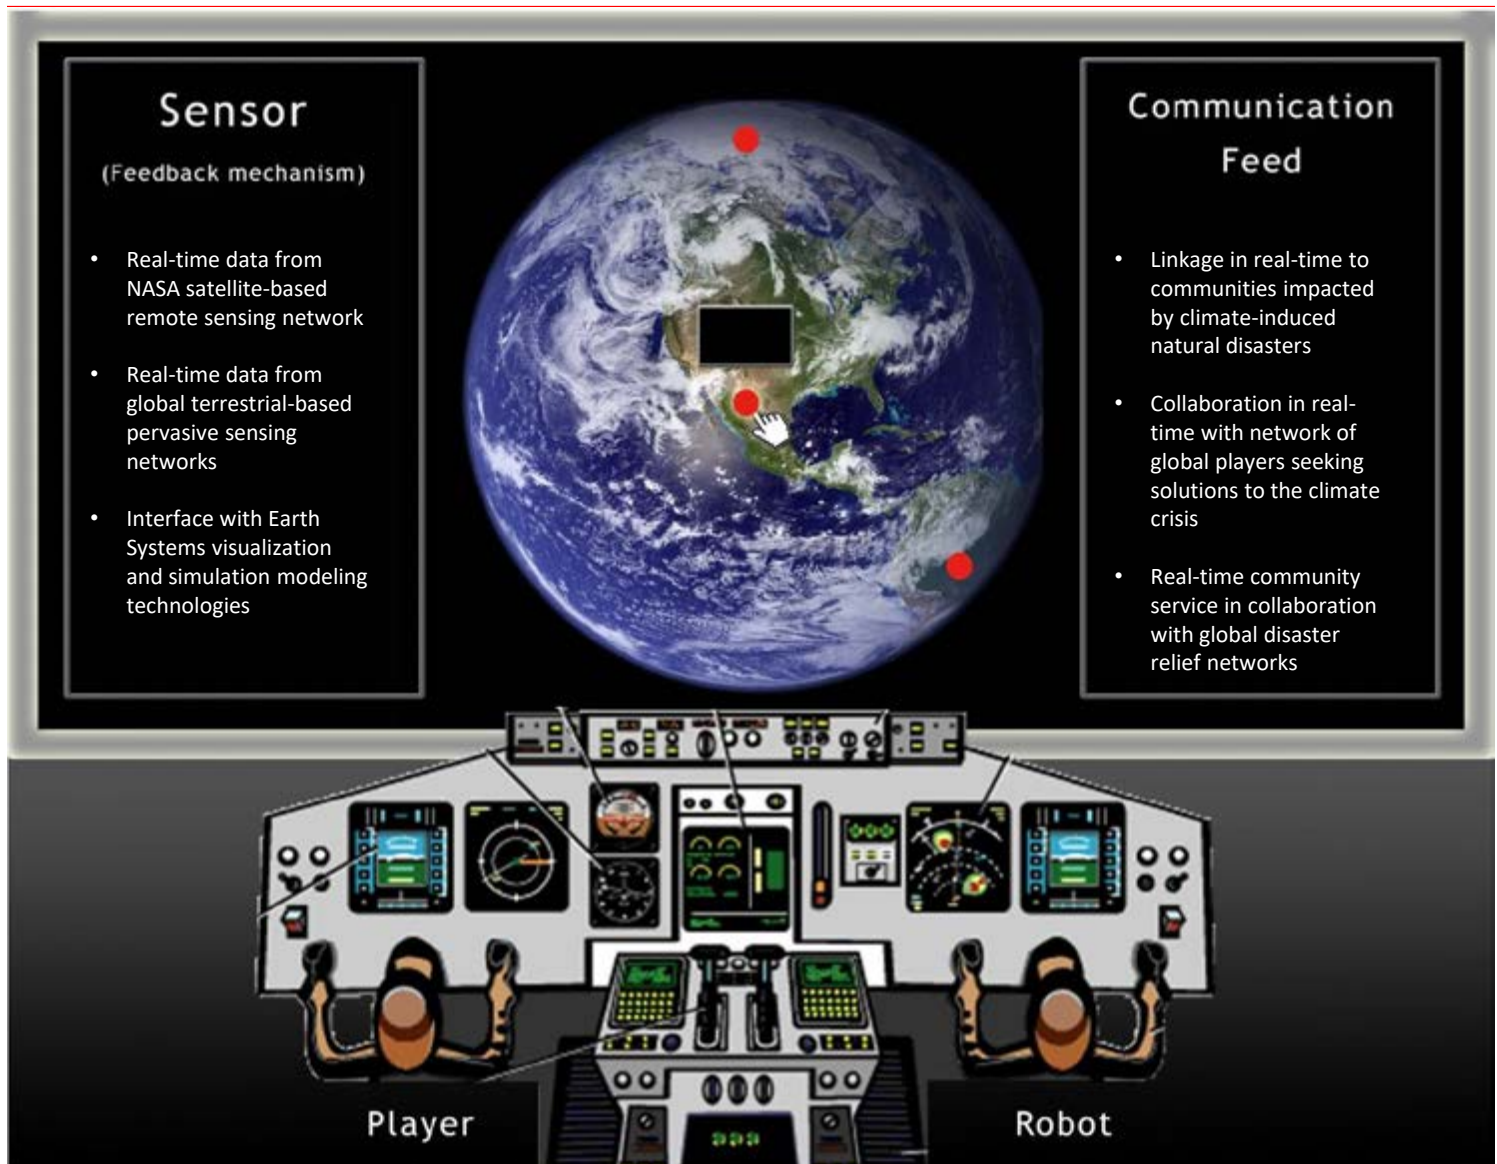 Sensor
(Feedback mechanism)
• Real-time data from
NASA satellite-based
remote sensing network
• Real-time data from
global terrestrial-based
pervasive sensing
networks
• Interface with Earth
Systems visualization
and simulation modeling
technologies
Communication
Feed
• Linkage in real-time to
communities impacted
by climate-induced
natural disasters
• Collaboration in real-
time with network of
global players seeking
solutions to the climate
crisis
• Real-time community
service in collaboration
with global disaster
relief networks
Player
Robot